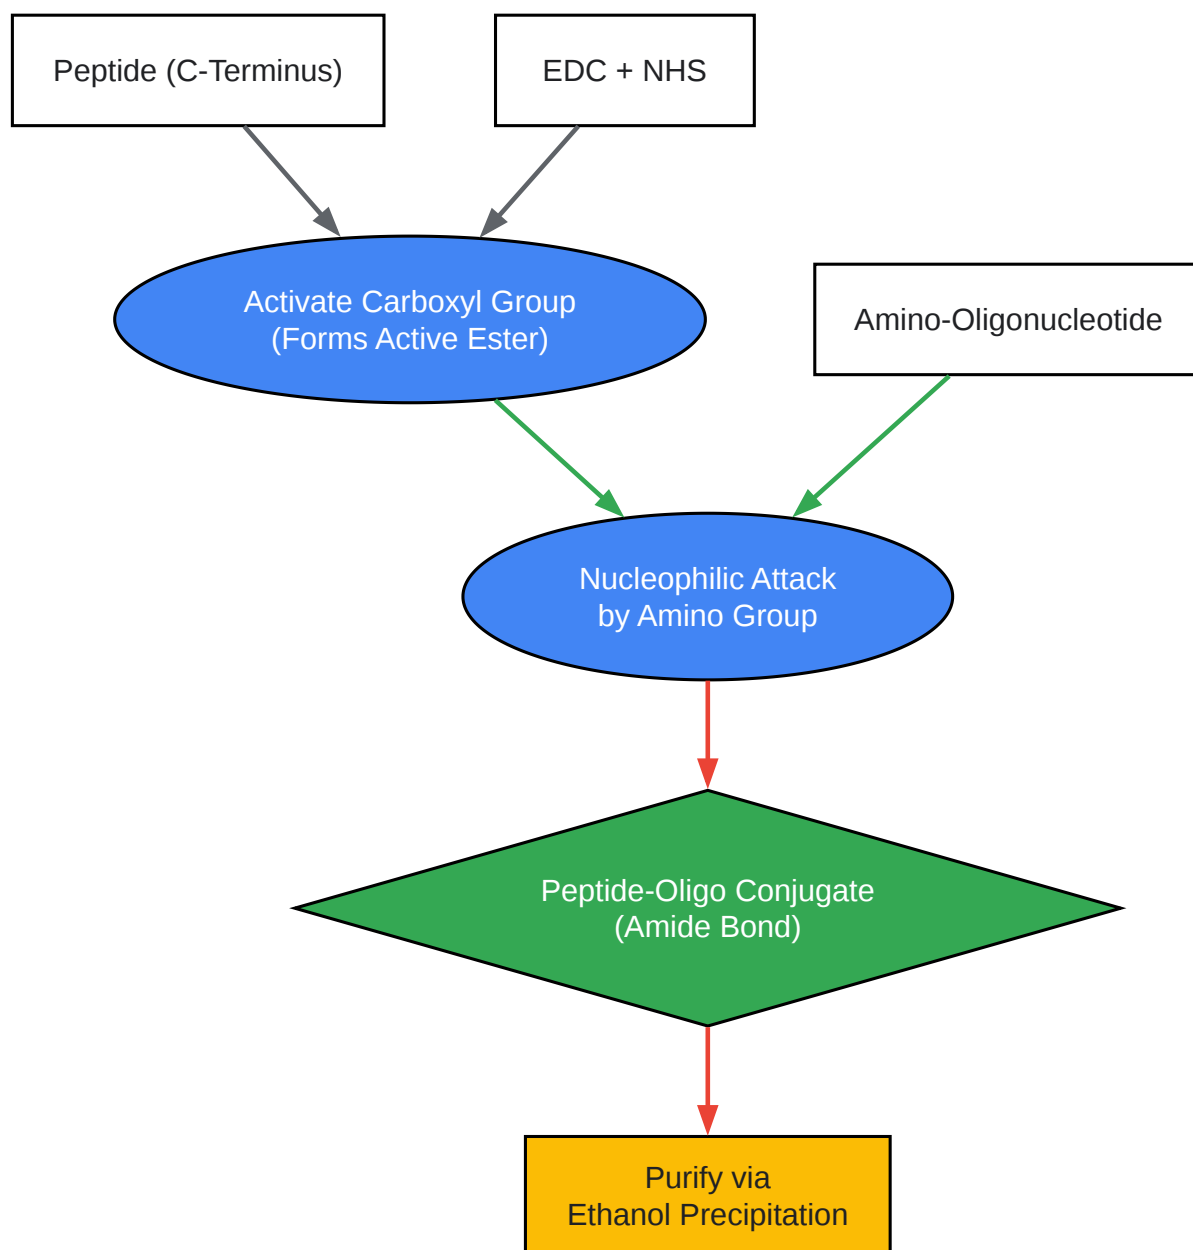 Peptide (C-Terminus)
EDC + NHS
Activate Carboxyl Group
(Forms Active Ester)
Amino-Oligonucleotide
Nucleophilic Attack
by Amino Group
Peptide-Oligo Conjugate
(Amide Bond)
Purify via
Ethanol Precipitation